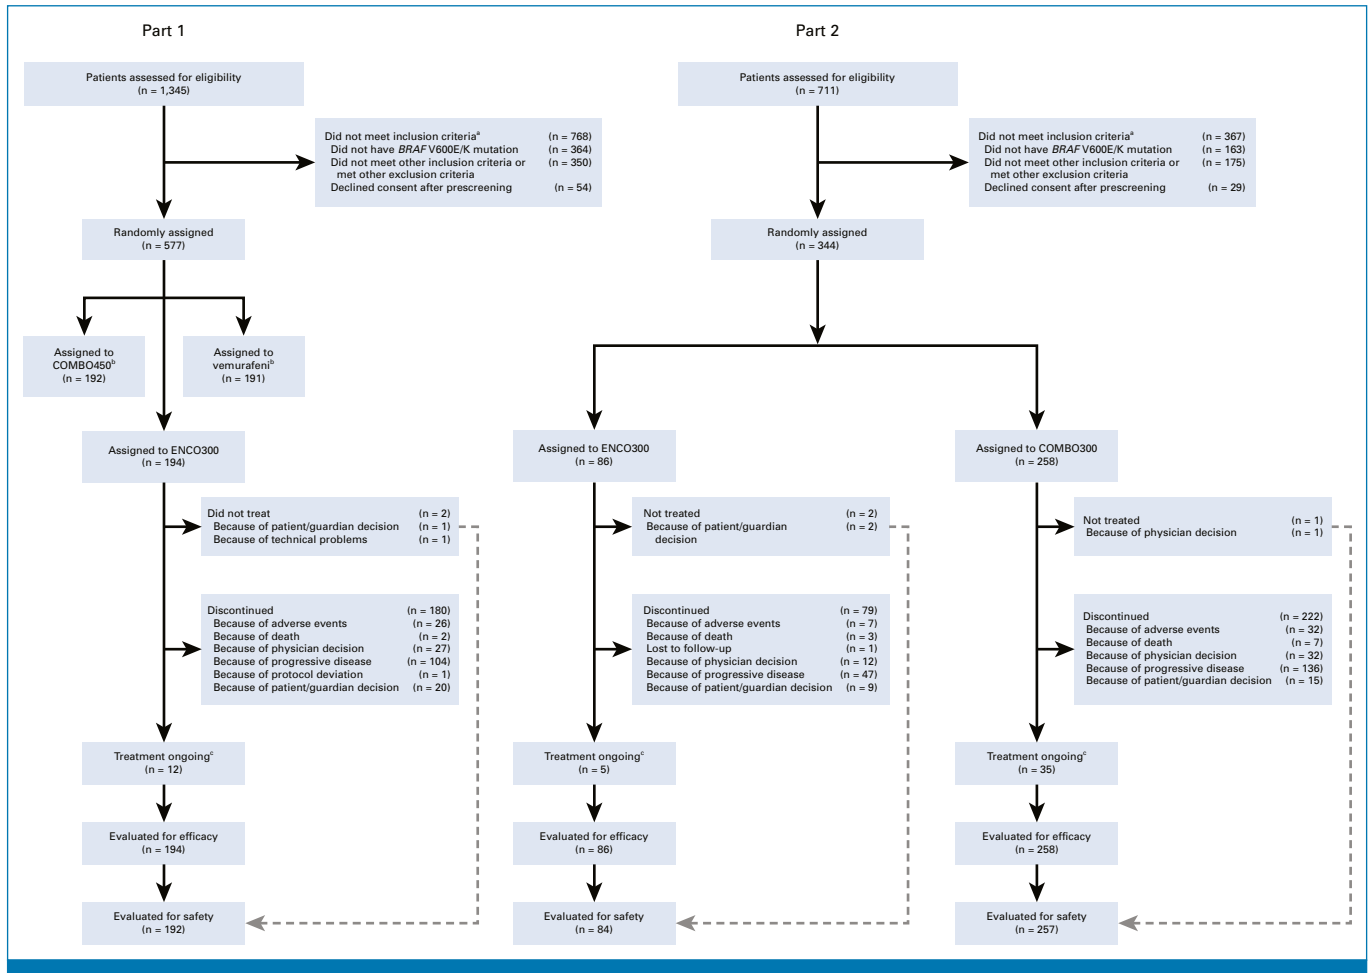 Part 1
Patients assessed for eligibility
(n = 1,345)
Did not meet inclusion criteriaᵃ (n = 768)
Did not have BRAF V600E/K mutation (n = 364)
Did not meet other inclusion criteria or (n = 350)
met other exclusion criteria
Declined consent after prescreening (n = 54)
Randomly assigned
(n = 577)
Assigned to
COMBO450ᵇ
(n = 192)
Assigned to
vemurafeniᵇ
(n = 191)
Assigned to ENCO300
(n = 194)
Did not treat (n = 2)
Because of patient/guardian decision (n = 1)
Because of technical problems (n = 1)
Discontinued (n = 180)
Because of adverse events (n = 26)
Because of death (n = 2)
Because of physician decision (n = 27)
Because of progressive disease (n = 104)
Because of protocol deviation (n = 1)
Because of patient/guardian decision (n = 20)
Treatment ongoingᶜ
(n = 12)
Evaluated for efficacy
(n = 194)
Evaluated for safety
(n = 192)
Part 2
Patients assessed for eligibility
(n = 711)
Did not meet inclusion criteriaᵃ (n = 367)
Did not have BRAF V600E/K mutation (n = 163)
Did not meet other inclusion criteria or (n = 175)
met other exclusion criteria
Declined consent after prescreening (n = 29)
Randomly assigned
(n = 344)
Assigned to ENCO300
(n = 86)
Not treated (n = 2)
Because of patient/guardian (n = 2)
decision
Discontinued (n = 79)
Because of adverse events (n = 7)
Because of death (n = 3)
Lost to follow-up (n = 1)
Because of physician decision (n = 12)
Because of progressive disease (n = 47)
Because of patient/guardian decision (n = 9)
Treatment ongoingᶜ
(n = 5)
Evaluated for efficacy
(n = 86)
Evaluated for safety
(n = 84)
Assigned to COMBO300
(n = 258)
Not treated (n = 1)
Because of physician decision (n = 1)
Discontinued (n = 222)
Because of adverse events (n = 32)
Because of death (n = 7)
Because of physician decision (n = 32)
Because of progressive disease (n = 136)
Because of patient/guardian decision (n = 15)
Treatment ongoingᶜ
(n = 35)
Evaluated for efficacy
(n = 258)
Evaluated for safety
(n = 257)